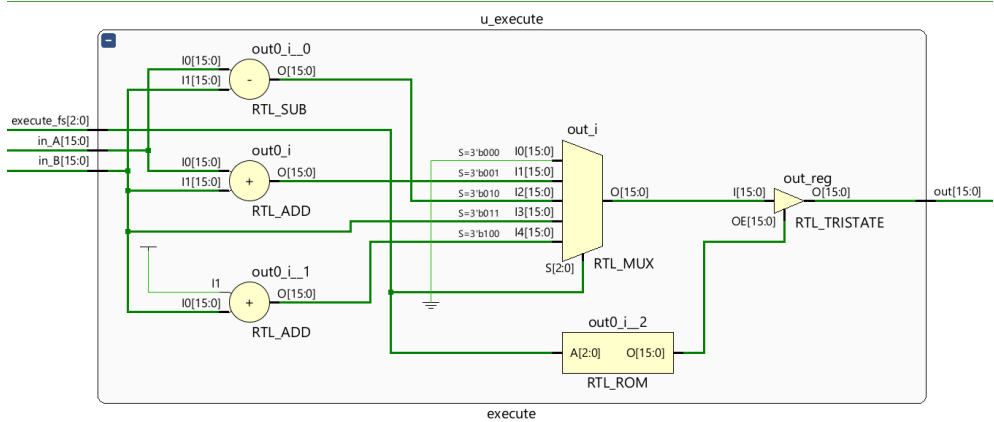 u_execute
out0_i__0
I0[15:0]
I1[15:0]
-
O[15:0]
RTL_SUB
execute_fs[2:0]
in_A[15:0]
in_B[15:0]
out0_i
I0[15:0]
I1[15:0]
+
O[15:0]
RTL_ADD
out0_i__1
I1
I0[15:0]
+
O[15:0]
RTL_ADD
out_i
S=3'b000 I0[15:0]
S=3'b001 I1[15:0]
S=3'b010 I2[15:0]
S=3'b011 I3[15:0]
S=3'b100 I4[15:0]
O[15:0]
S[2:0]
RTL_MUX
out0_i__2
A[2:0] O[15:0]
RTL_ROM
out_reg
I[15:0] O[15:0]
OE[15:0]
RTL_TRISTATE
out[15:0]
execute